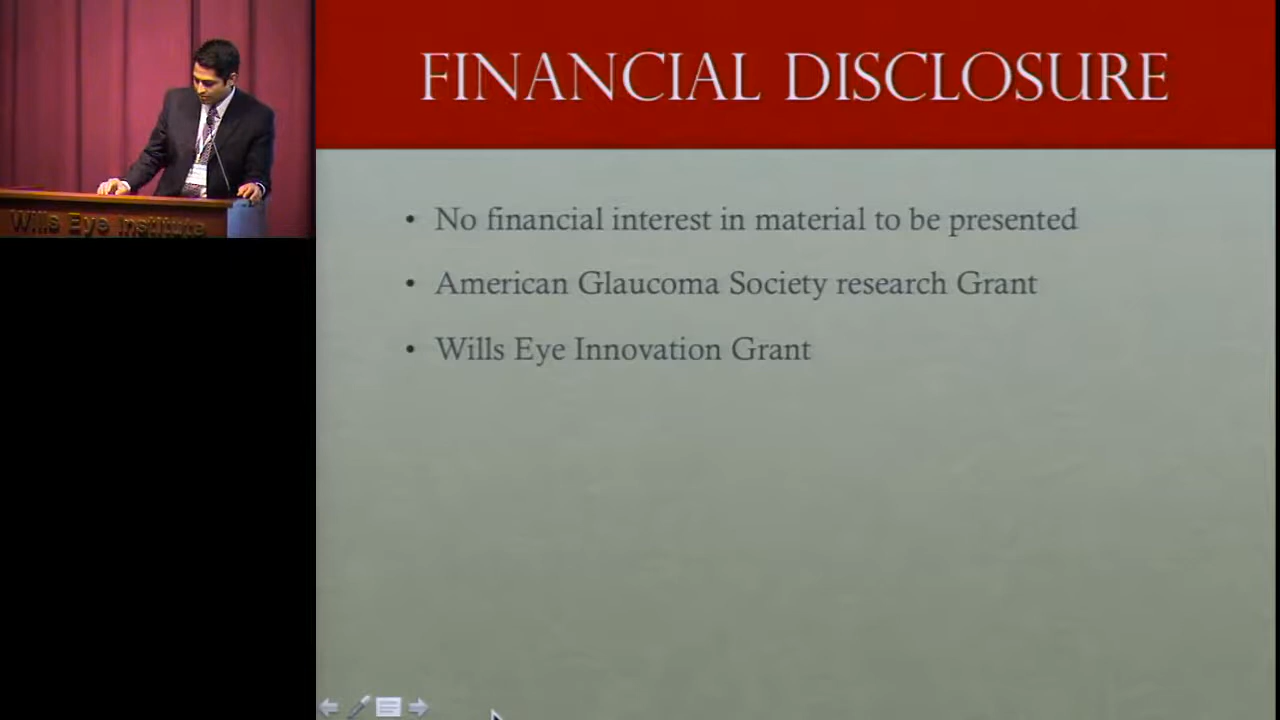 FINANCIAL DISCLOSURE
• No financial interest in material to be presented
• American Glaucoma Society research Grant
• Wills Eye Innovation Grant
Wills Eye Institute